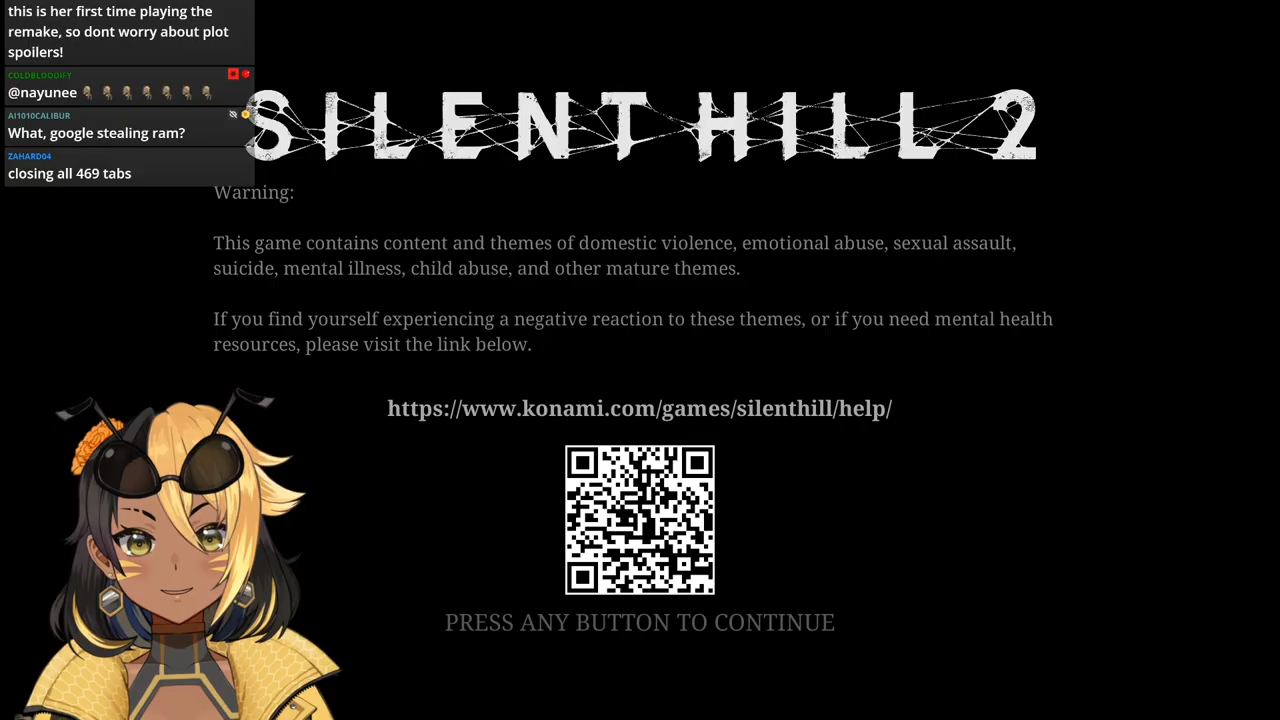 this is her first time playing the
remake, so dont worry about plot
spoilers!
COLDBLOODIFY
@nayunee
AI1010CALIBUR
What, google stealing ram?
ZAHARD04
closing all 469 tabs
SILENT HILL 2
Warning:
This game contains content and themes of domestic violence, emotional abuse, sexual assault,
suicide, mental illness, child abuse, and other mature themes.
If you find yourself experiencing a negative reaction to these themes, or if you need mental health
resources, please visit the link below.
https://www.konami.com/games/silenthill/help/
PRESS ANY BUTTON TO CONTINUE